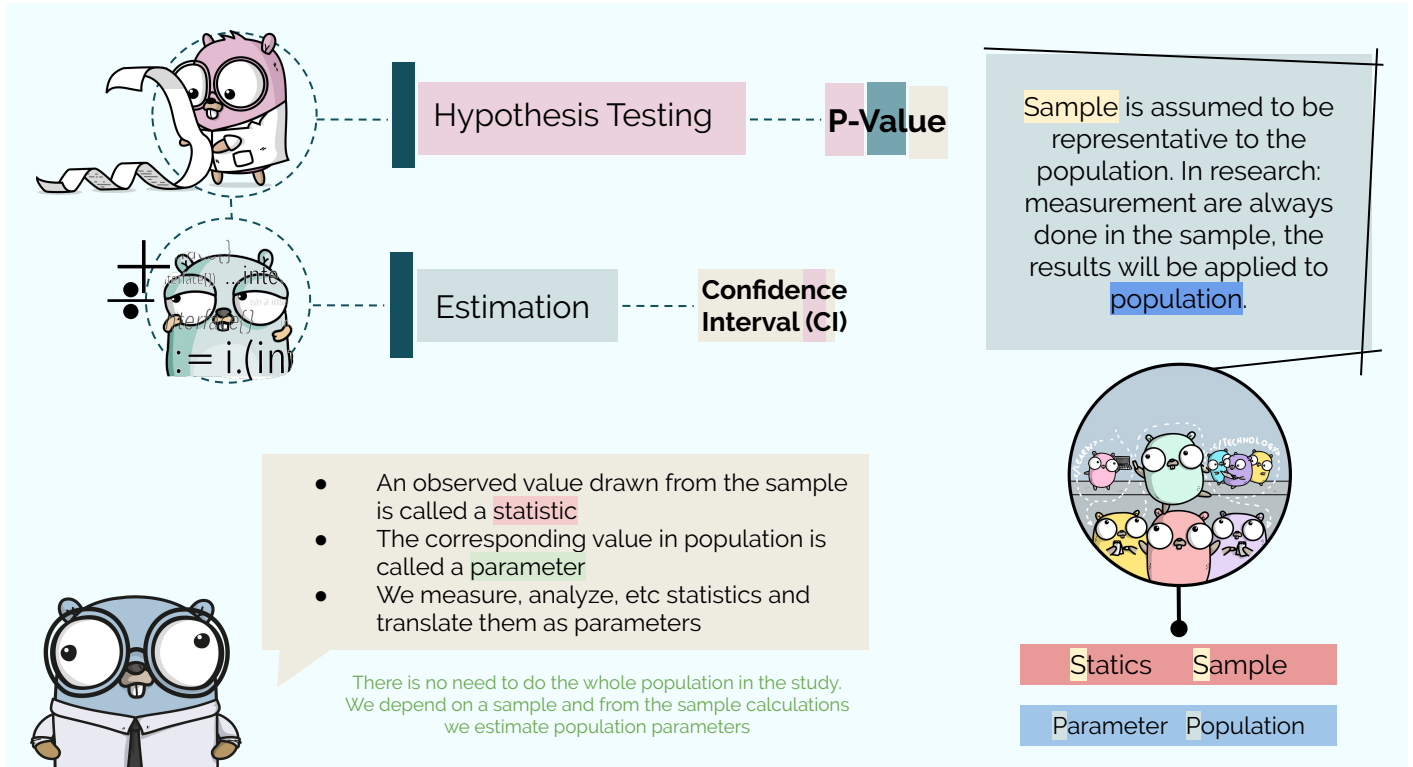 Hypothesis Testing
P-Value
Estimation
Confidence
Interval (CI)
Sample is assumed to be
representative to the
population. In research:
measurement are always
done in the sample, the
results will be applied to
population.
● An observed value drawn from the sample
is called a statistic
● The corresponding value in population is
called a parameter
● We measure, analyze, etc statistics and
translate them as parameters
There is no need to do the whole population in the study.
We depend on a sample and from the sample calculations
we estimate population parameters
...inte
nterface{}
:= i.(in
/TECHNOLOGY>
Statics Sample
Parameter Population